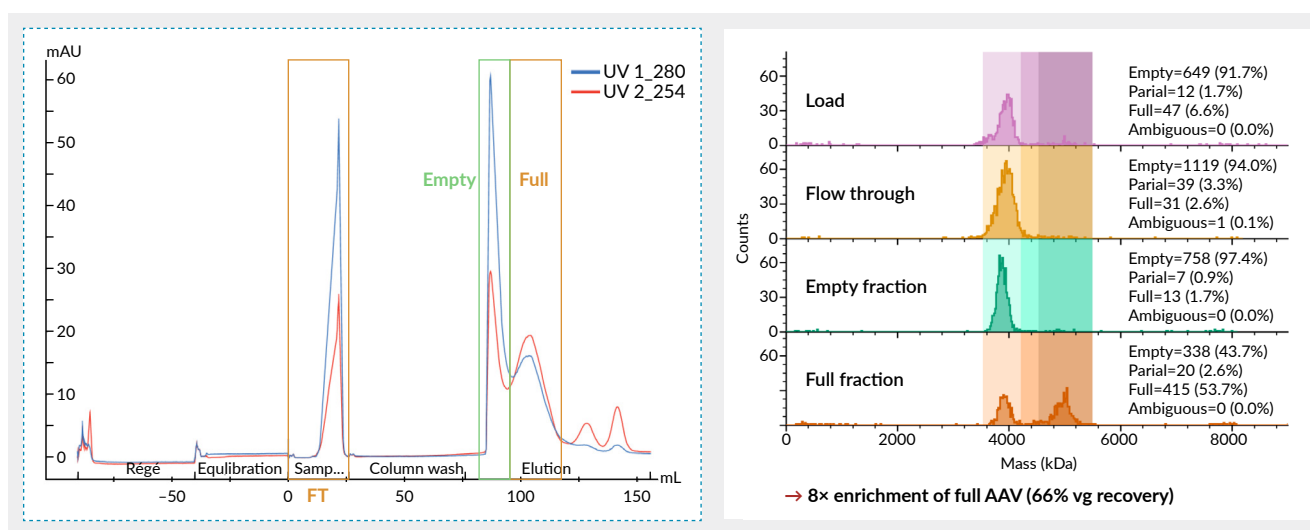 mAU
60
50
40
30
20
10
0
UV 1_280
UV 2_254
Empty
Full
Régé
Equlibration
Samp...
Column wash
Elution
mL
−50
0
50
100
150
FT
Counts
60
30
0
Load
Empty=649 (91.7%)
Parial=12 (1.7%)
Full=47 (6.6%)
Ambiguous=0 (0.0%)
60
30
0
Flow through
Empty=1119 (94.0%)
Parial=39 (3.3%)
Full=31 (2.6%)
Ambiguous=1 (0.1%)
60
30
0
Empty fraction
Empty=758 (97.4%)
Parial=7 (0.9%)
Full=13 (1.7%)
Ambiguous=0 (0.0%)
60
Full fraction
Empty=338 (43.7%)
Parial=20 (2.6%)
Full=415 (53.7%)
Ambiguous=0 (0.0%)
0
2000
4000
6000
8000
Mass (kDa)
→ 8× enrichment of full AAV (66% vg recovery)